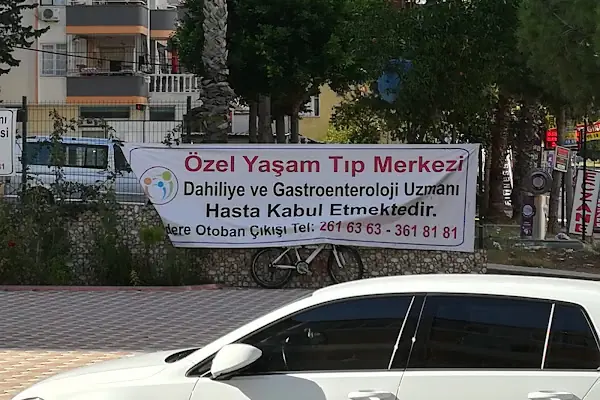 Özel Yaşam Tıp Merkezi
Dahiliye ve Gastroenteroloji Uzmanı
Hasta Kabul Etmektedir.
Otoban Çıkışı Tel: 261 63 63 - 361 81 81